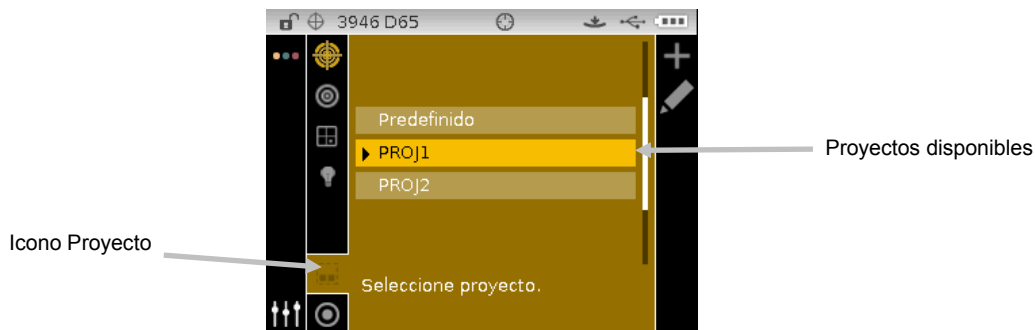 3946 D65
Predefinido
PROJ1
Proyectos disponibles
PROJ2
Icono Proyecto
Seleccione proyecto.